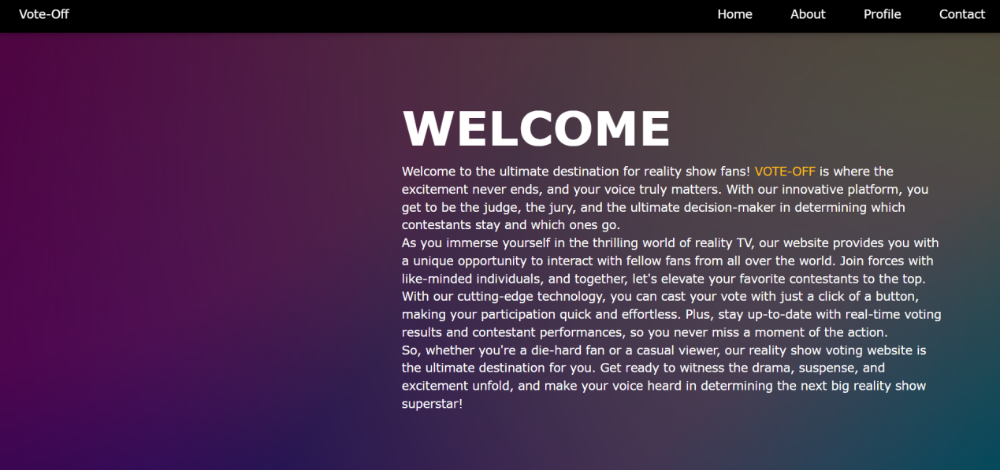 Vote-Off
Home About Profile Contact
WELCOME
Welcome to the ultimate destination for reality show fans! VOTE-OFF is where the
excitement never ends, and your voice truly matters. With our innovative platform, you
get to be the judge, the jury, and the ultimate decision-maker in determining which
contestants stay and which ones go.
As you immerse yourself in the thrilling world of reality TV, our website provides you with
a unique opportunity to interact with fellow fans from all over the world. Join forces with
like-minded individuals, and together, let's elevate your favorite contestants to the top.
With our cutting-edge technology, you can cast your vote with just a click of a button,
making your participation quick and effortless. Plus, stay up-to-date with real-time voting
results and contestant performances, so you never miss a moment of the action.
So, whether you're a die-hard fan or a casual viewer, our reality show voting website is
the ultimate destination for you. Get ready to witness the drama, suspense, and
excitement unfold, and make your voice heard in determining the next big reality show
superstar!